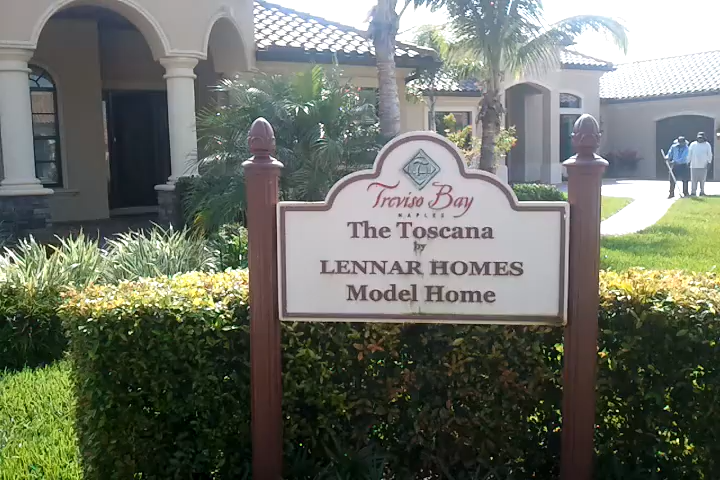 Treviso Bay
NAPLES
The Toscana
by
LENNAR HOMES
Model Home